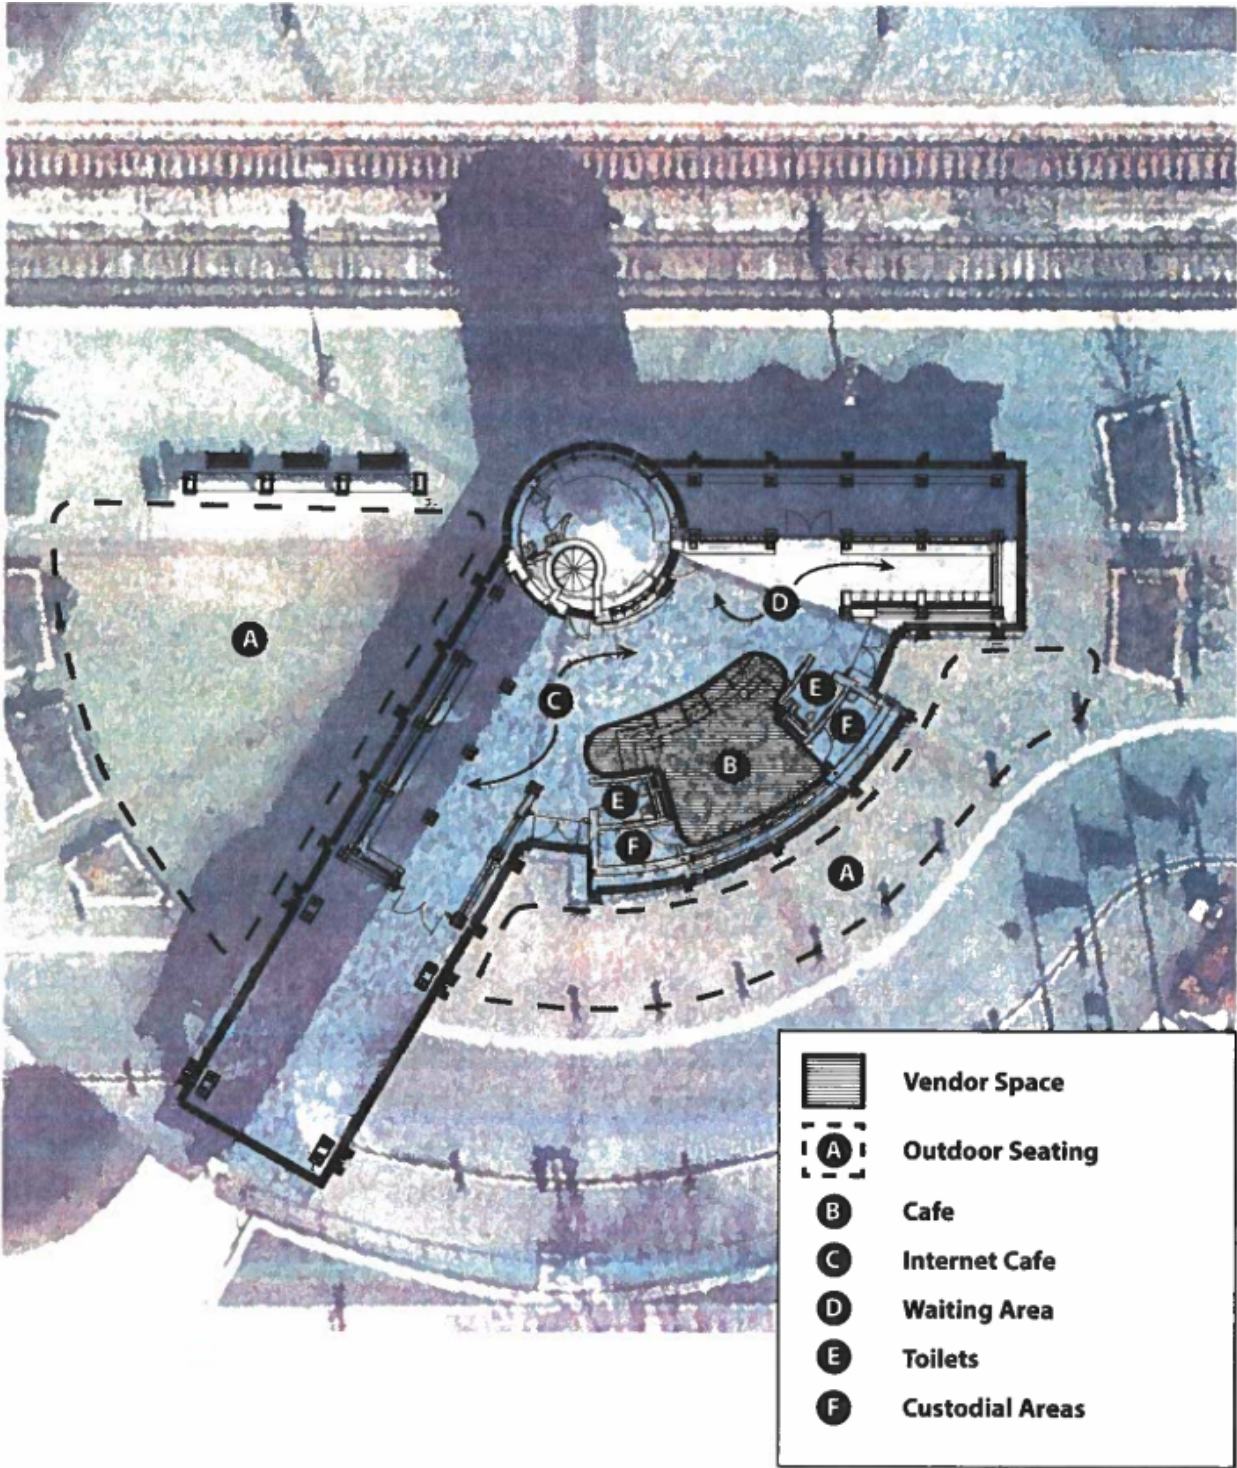 A
D
C
E
F
B
E
F
A
Vendor Space
A Outdoor Seating
B Cafe
C Internet Cafe
D Waiting Area
E Toilets
F Custodial Areas